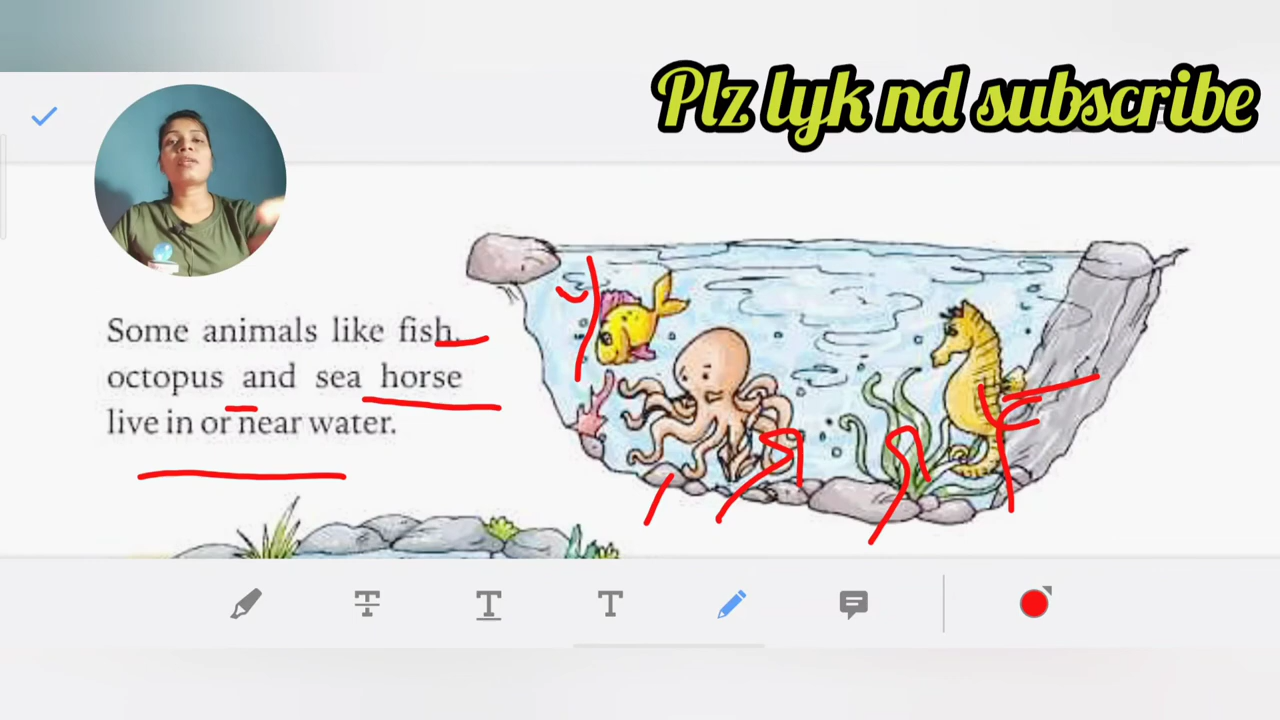 Plz lyk nd subscribe
Some animals like fish,
octopus and sea horse
live in or near water.